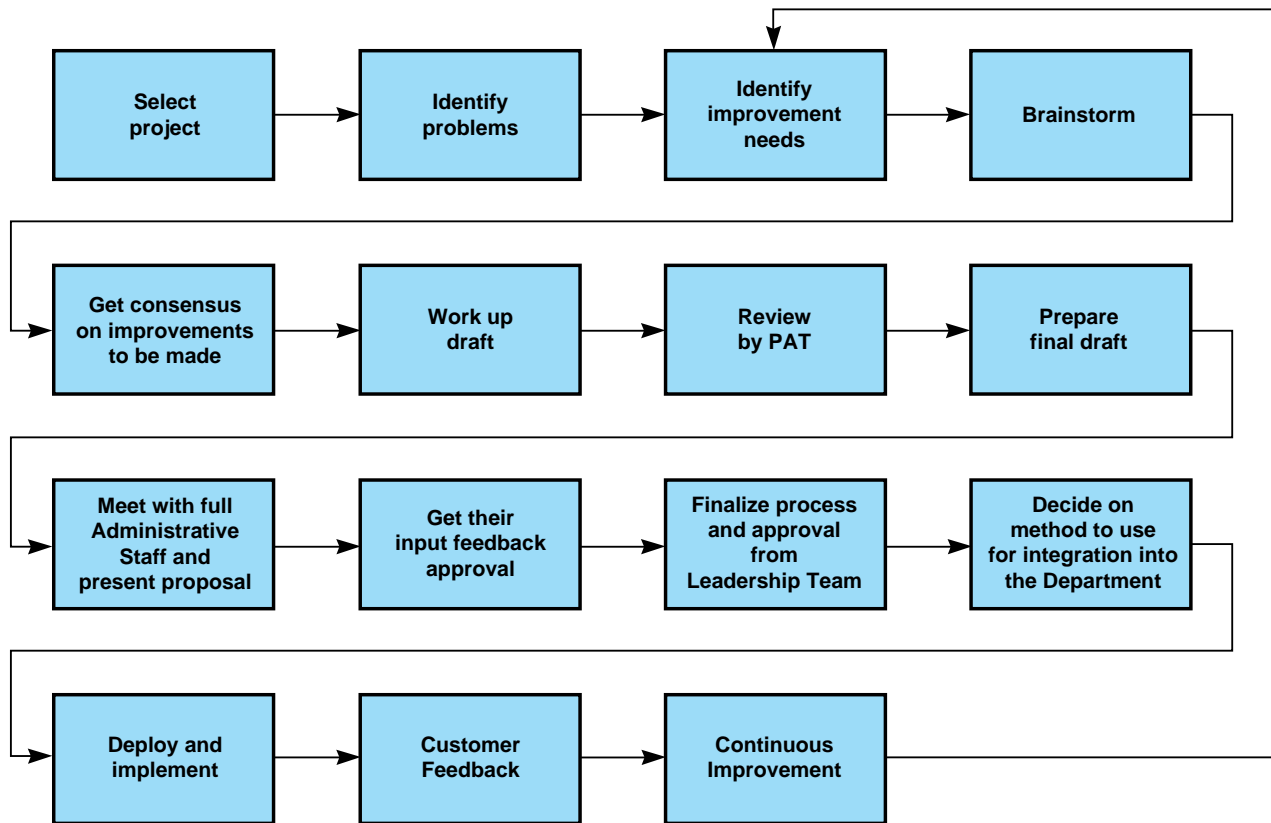 Select
project
Identify
problems
Identify
improvement
needs
Brainstorm
Get consensus
on improvements
to be made
Work up
draft
Review
by PAT
Prepare
final draft
Meet with full
Administrative
Staff and
present proposal
Get their
input feedback
approval
Finalize process
and approval
from
Leadership Team
Decide on
method to use
for integration into
the Department
Deploy and
implement
Customer
Feedback
Continuous
Improvement